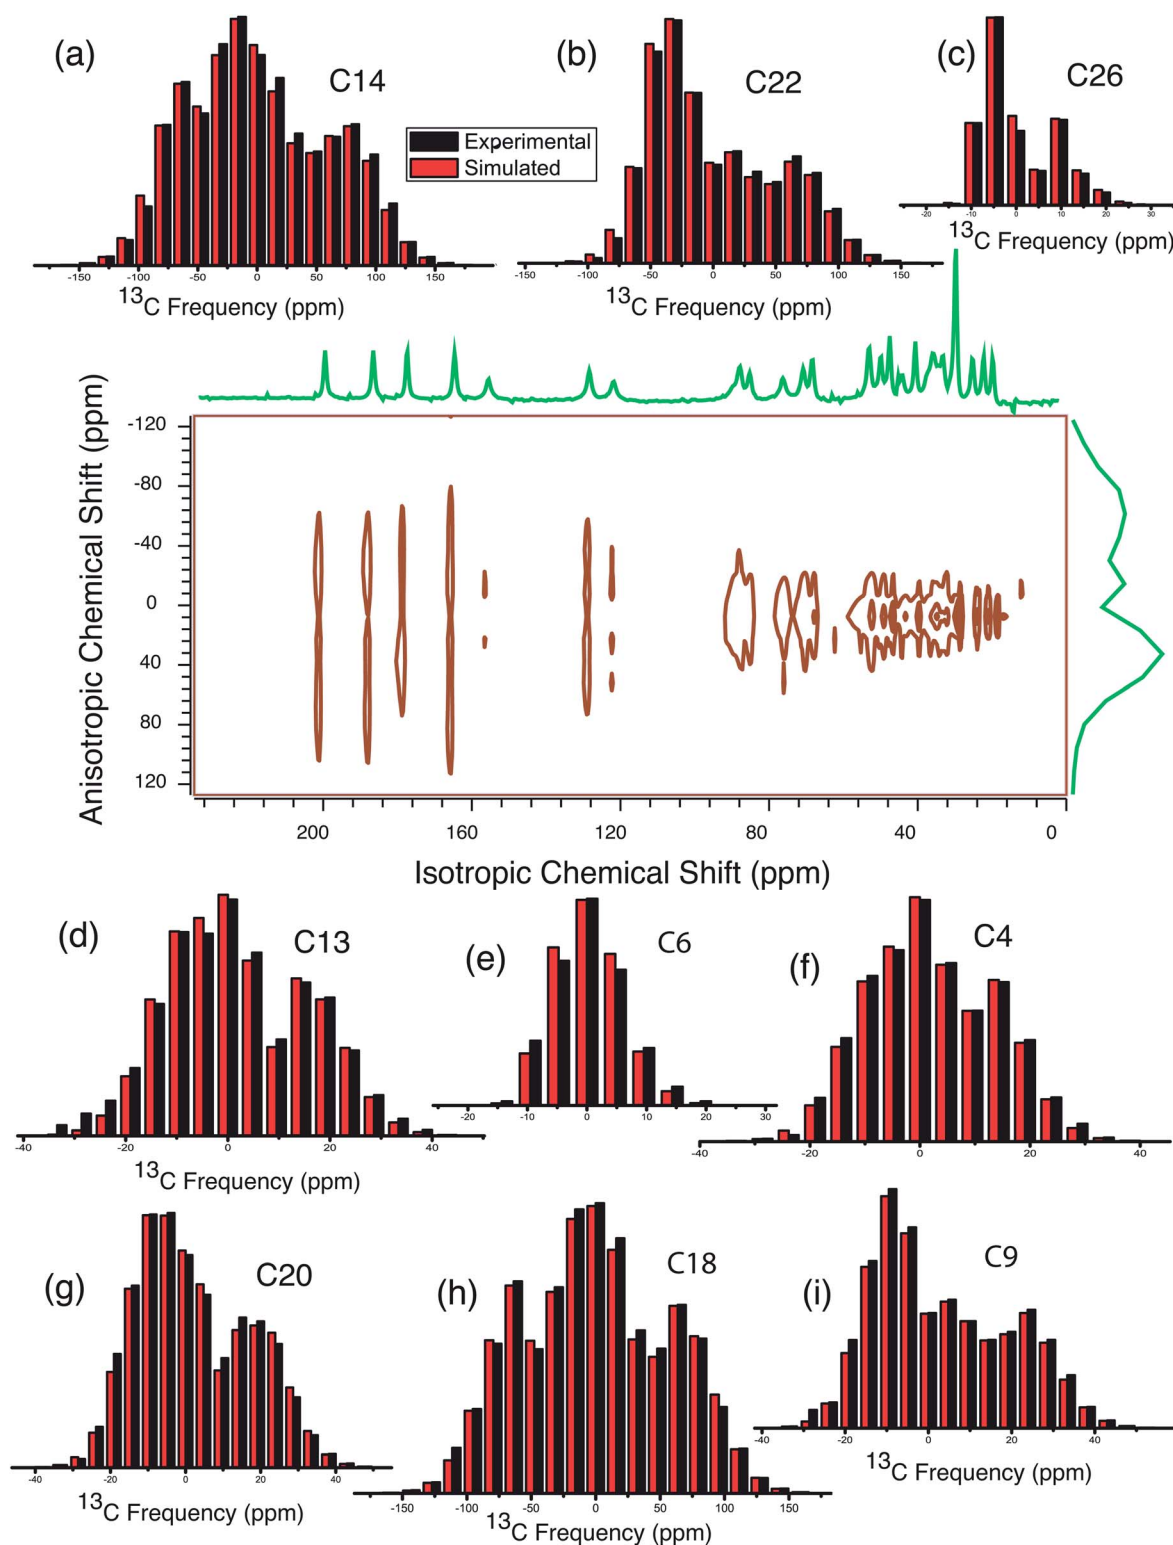 (a)
C14
(b)
C22
(c)
C26
Experimental
Simulated
-150 -100 -50 0 50 100 150
13C Frequency (ppm)
-150 -100 -50 0 50 100 150
13C Frequency (ppm)
-20 -10 0 10 20 30
13C Frequency (ppm)
Anisotropic Chemical Shift (ppm)
-120
-80
-40
0
40
80
120
200 160 120 80 40 0
Isotropic Chemical Shift (ppm)
(d)
C13
(e)
C6
(f)
C4
-40 -20 0 20 40
13C Frequency (ppm)
-20 -10 0 10 20 30
-40 -20 0 20 40
(g)
C20
(h)
C18
(i)
C9
-40 -20 0 20 40
13C Frequency (ppm)
-150 -100 -50 0 50 100 150
13C Frequency (ppm)
-40 -20 0 20 40
13C Frequency (ppm)